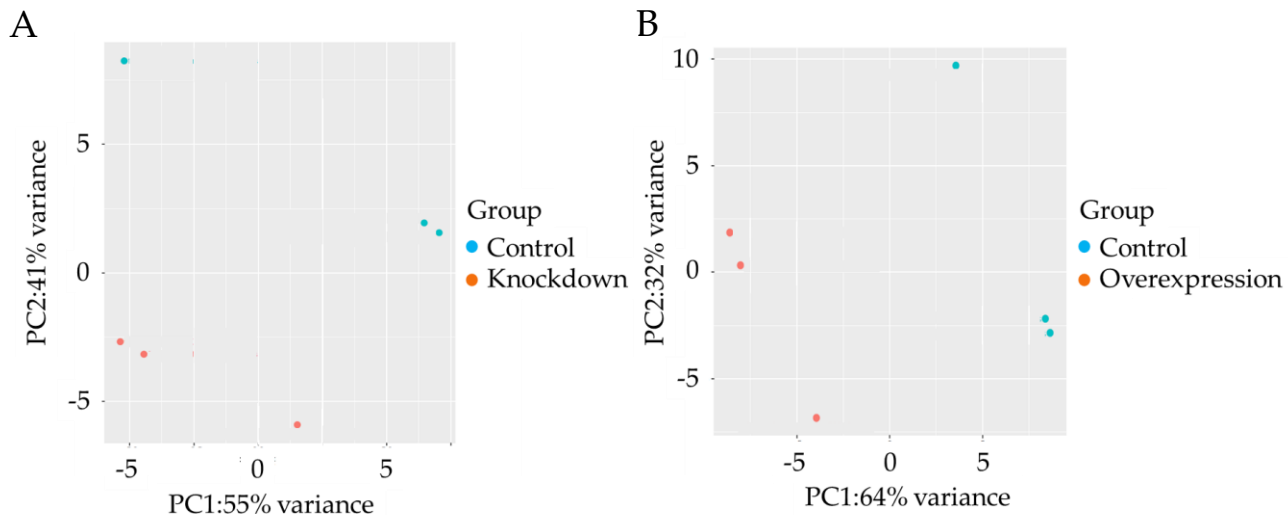 A
5
0
-5
PC2:41% variance
-5 0 5
PC1:55% variance
Group
Control
Knockdown
B
10
5
0
-5
PC2:32% variance
-5 0 5
PC1:64% variance
Group
Control
Overexpression